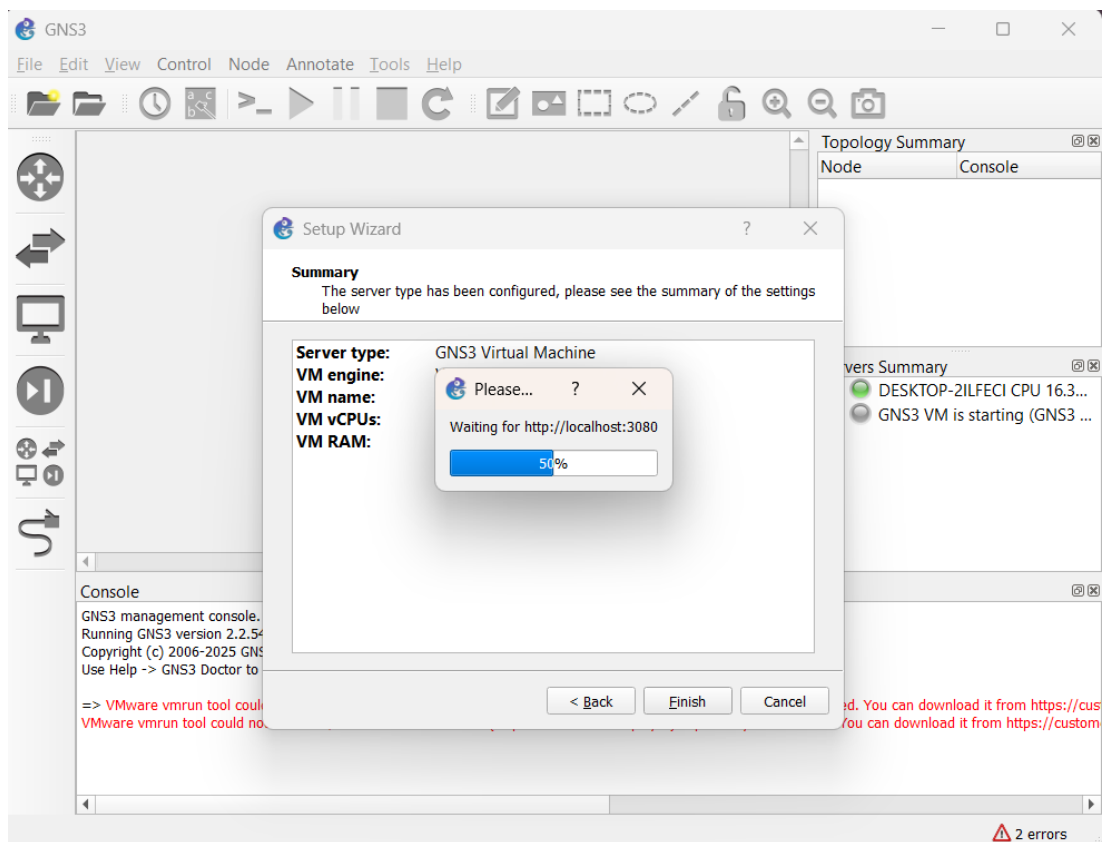 GNS3
File Edit View Control Node Annotate Tools Help
Topology Summary
Node Console
Setup Wizard
Summary
The server type has been configured, please see the summary of the settings
below
Server type: GNS3 Virtual Machine
VM engine:
VM name:
VM vCPUs:
VM RAM:
Please...
Waiting for http://localhost:3080
50%
vers Summary
DESKTOP-2ILFECI CPU 16.3...
GNS3 VM is starting (GNS3 ...
< Back Finish Cancel
Console
GNS3 management console.
Running GNS3 version 2.2.54
Copyright (c) 2006-2025 GNS
Use Help -> GNS3 Doctor to
=> VMware vmrun tool coul ed. You can download it from https://cus
VMware vmrun tool could no You can download it from https://custom
2 errors